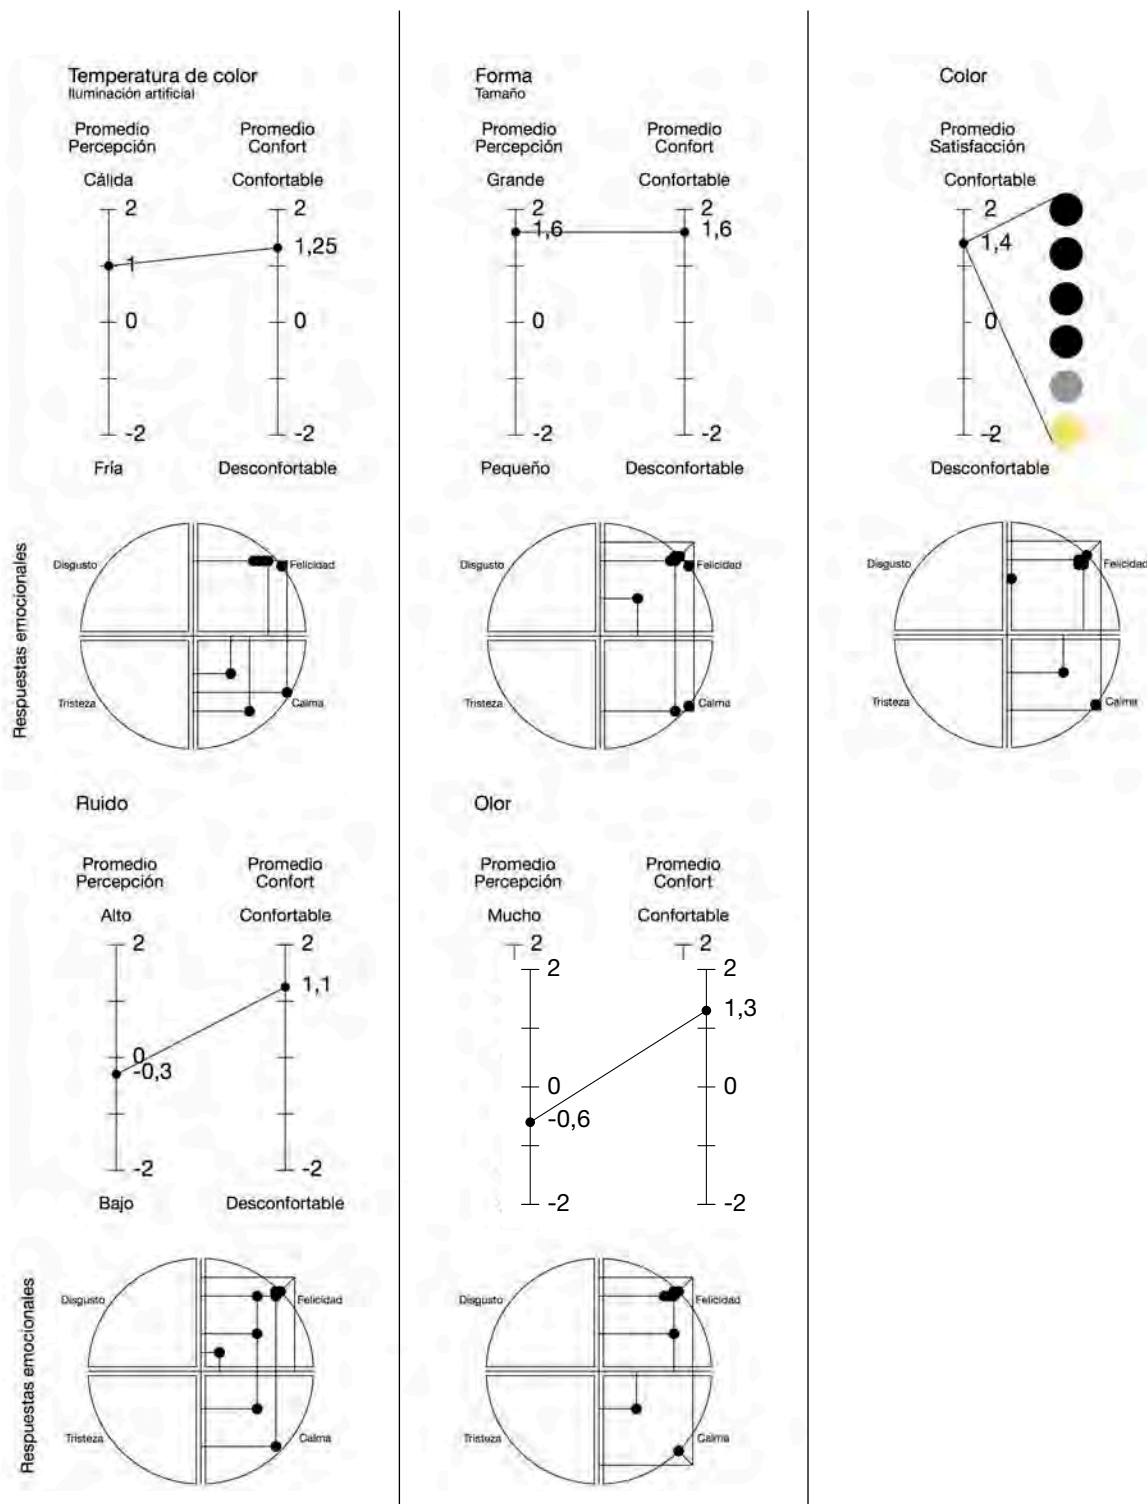 Temperatura de color
Iluminación artificial
Promedio
Percepción
Promedio
Confort
Cálida
Confortable
2
2
1
1,25
0
0
-2
-2
Fría
Desconfortable
Forma
Tamaño
Promedio
Percepción
Promedio
Confort
Grande
Confortable
2
2
1,6
1,6
0
0
-2
-2
Pequeño
Desconfortable
Color
Promedio
Satisfacción
Confortable
2
1,4
0
-2
Desconfortable
Respuestas emocionales
Disgusto
Felicidad
Tristeza
Calma
Disgusto
Felicidad
Tristeza
Calma
Disgusto
Felicidad
Tristeza
Calma
Ruido
Promedio
Percepción
Promedio
Confort
Alto
Confortable
2
2
1,1
0
-0,3
-2
-2
Bajo
Desconfortable
Olor
Promedio
Percepción
Promedio
Confort
Mucho
Confortable
2
2
2
2
1,3
0
0
-0,6
-2
-2
Respuestas emocionales
Disgusto
Felicidad
Tristeza
Calma
Disgusto
Felicidad
Tristeza
Calma